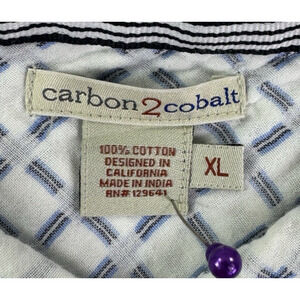 carbon2cobalt
100% COTTON
DESIGNED IN
CALIFORNIA
MADE IN INDIA
RN# 129641
XL